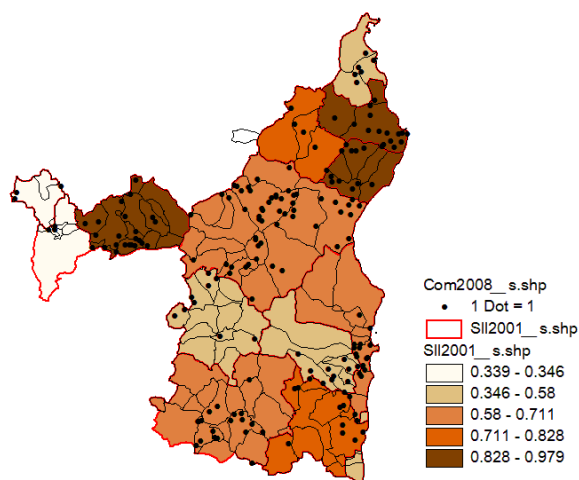 Com2008__s.shp
1 Dot = 1
Sll2001__s.shp
Sll2001__s.shp
0.339 - 0.346
0.346 - 0.58
0.58 - 0.711
0.711 - 0.828
0.828 - 0.979